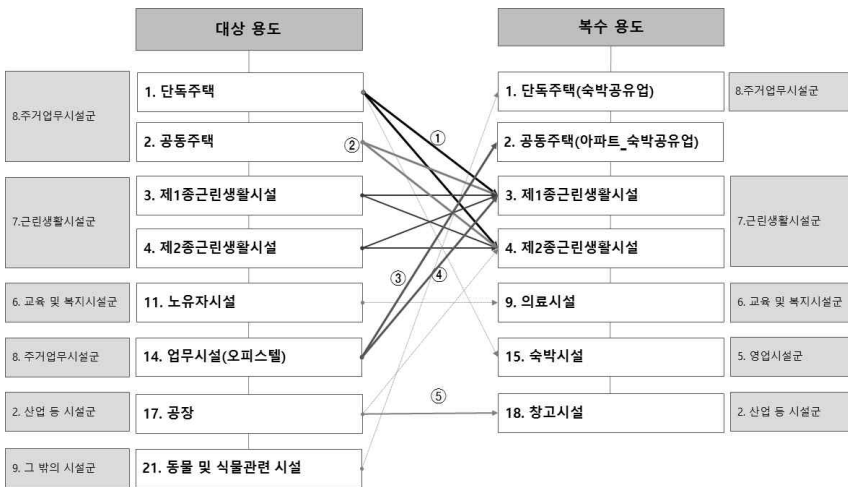 대상 용도
복수 용도
8.주거업무시설군
1. 단독주택
1. 단독주택(숙박공유업)
8.주거업무시설군
①
2. 공동주택
②
2. 공동주택(아파트_숙박공유업)
7.근린생활시설군
3. 제1종근린생활시설
3. 제1종근린생활시설
7.근린생활시설군
4. 제2종근린생활시설
4. 제2종근린생활시설
③
④
6. 교육 및 복지시설군
11. 노유자시설
9. 의료시설
6. 교육 및 복지시설군
8. 주거업무시설군
14. 업무시설(오피스텔)
15. 숙박시설
5. 영업시설군
⑤
2. 산업 등 시설군
17. 공장
18. 창고시설
2. 산업 등 시설군
9. 그 밖의 시설군
21. 동물 및 식물관련 시설